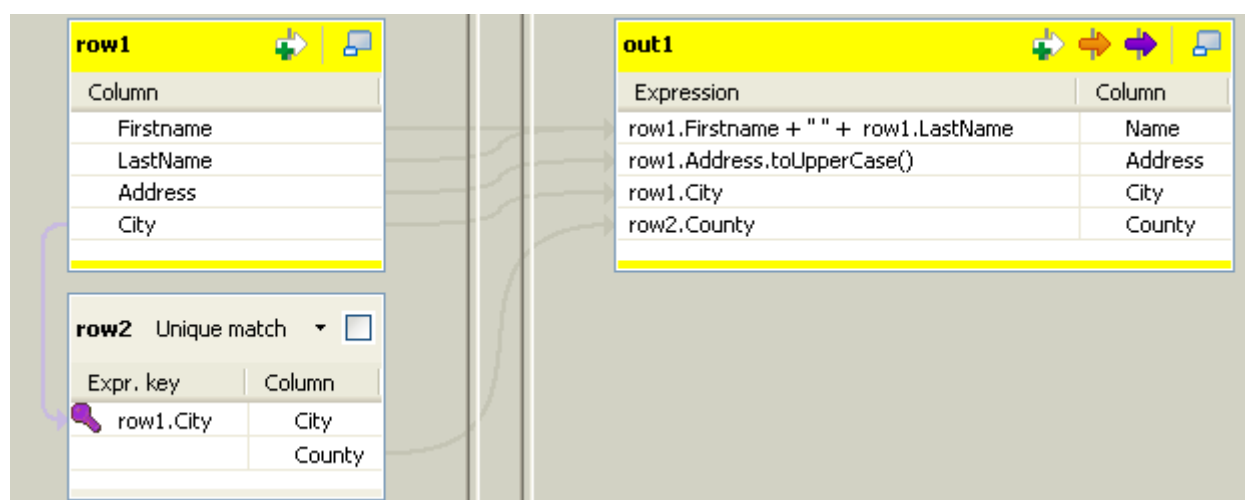 row1
Column
Firstname
LastName
Address
City
row2 Unique match
Expr. key Column
row1.City City
County
out1
Expression Column
row1.Firstname + " " + row1.LastName Name
row1.Address.toUpperCase() Address
row1.City City
row2.County County